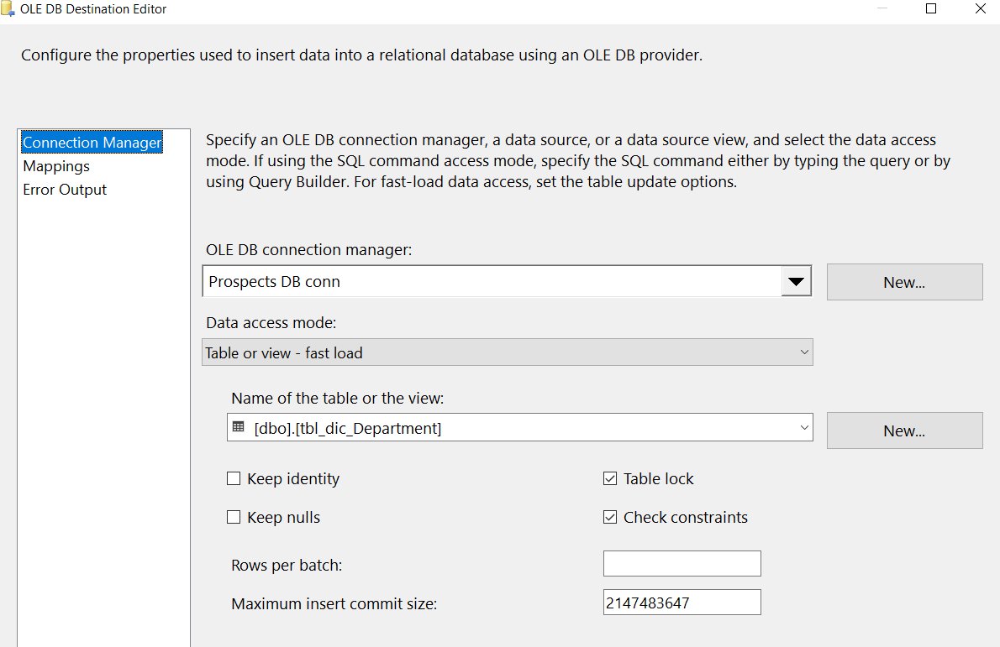 OLE DB Destination Editor
Configure the properties used to insert data into a relational database using an OLE DB provider.
Connection Manager
Mappings
Error Output
Specify an OLE DB connection manager, a data source, or a data source view, and select the data access
mode. If using the SQL command access mode, specify the SQL command either by typing the query or by
using Query Builder. For fast-load data access, set the table update options.
OLE DB connection manager:
Prospects DB conn
New...
Data access mode:
Table or view - fast load
Name of the table or the view:
[dbo].[tbl_dic_Department]
New...
Keep identity
Table lock
Keep nulls
Check constraints
Rows per batch:
Maximum insert commit size:
2147483647